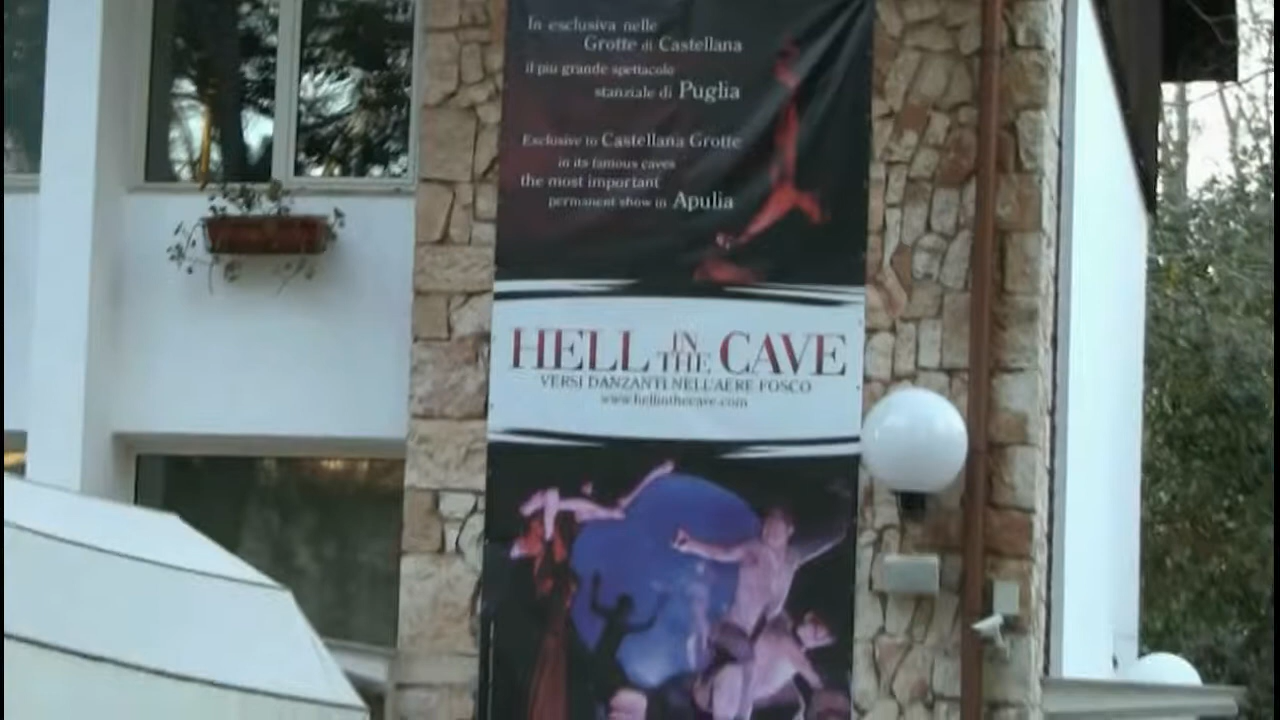 In esclusiva nelle
Grotte di Castellana
il più grande spettacolo
stanziale di Puglia
Exclusive to Castellana Grotte
in its famous caves
the most important
permanent show in Apulia
HELL IN THE CAVE
VERSI DANZANTI NELL'AERE FOSCO
www.hellinthecave.com